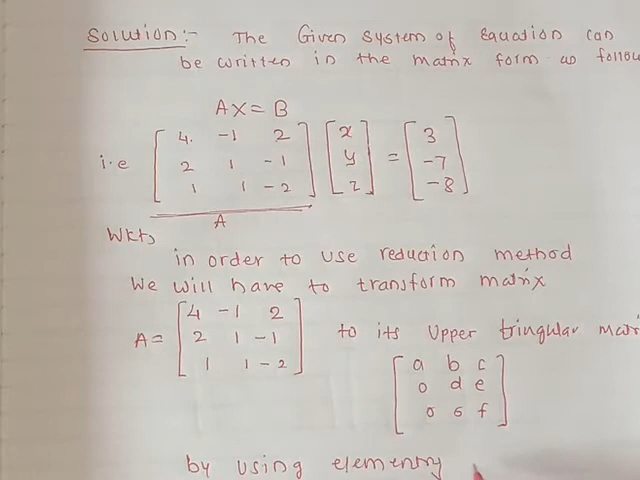 Solution:- The Given System of Equation can
be written in the matrix form as follow
AX = B
i.e [4. -1 2; 2 1 -1; 1 1 -2] [x; y; z] = [3; -7; -8]
A
Wkts
in order to use reduction method
We will have to transform matrix
A = [4 -1 2; 2 1 -1; 1 1 -2] to its Upper tringular matri
[a b c; 0 d e; 0 0 f]
by using elementry